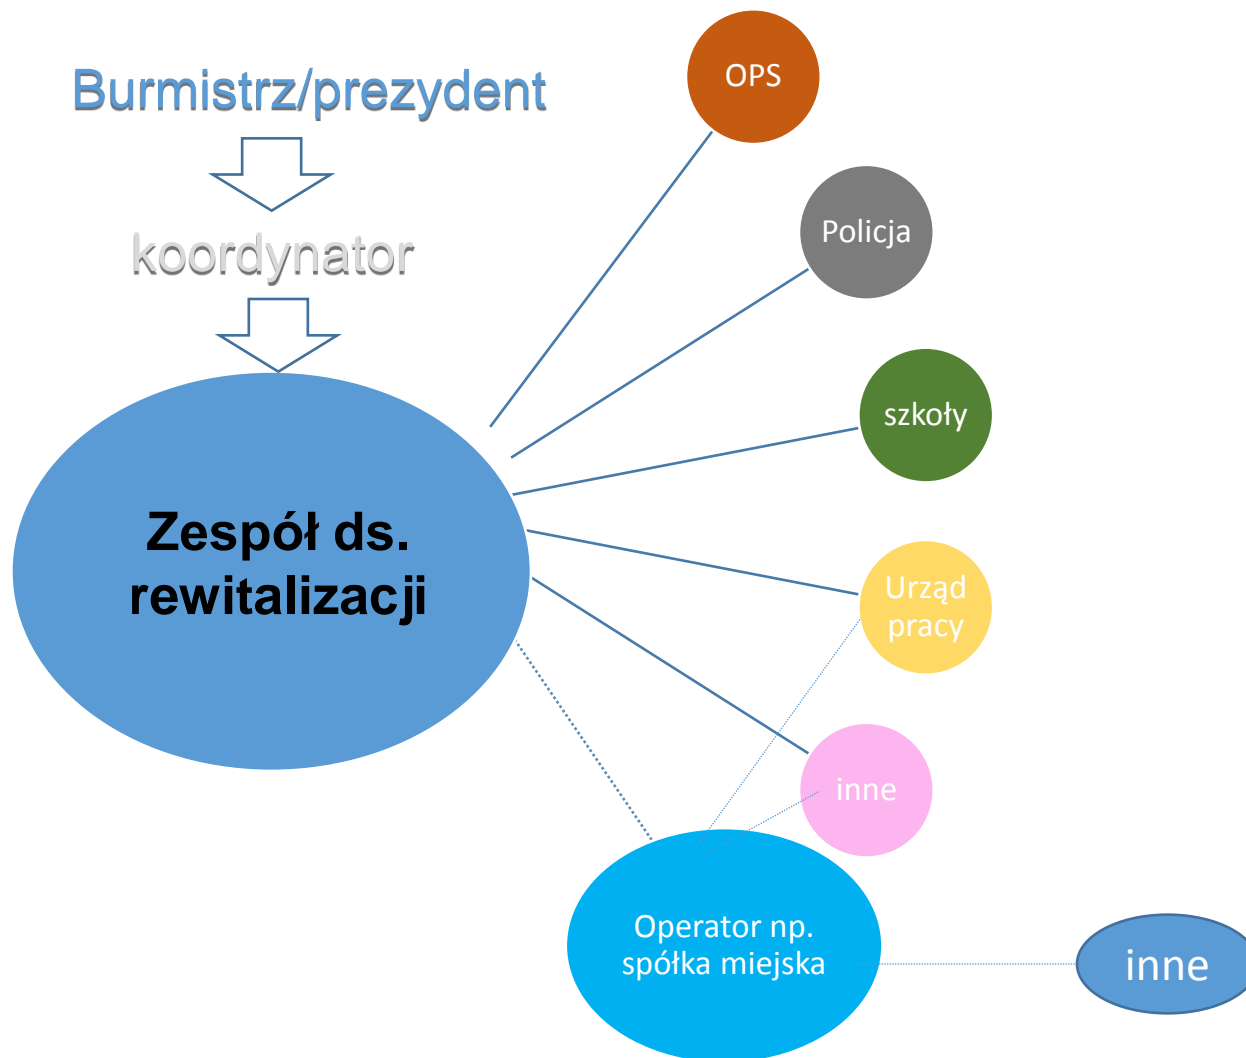 Burmistrz/prezydent
koordynator
Zespół ds.
rewitalizacji
OPS
Policja
szkoły
Urząd
pracy
inne
Operator np.
spółka miejska
inne